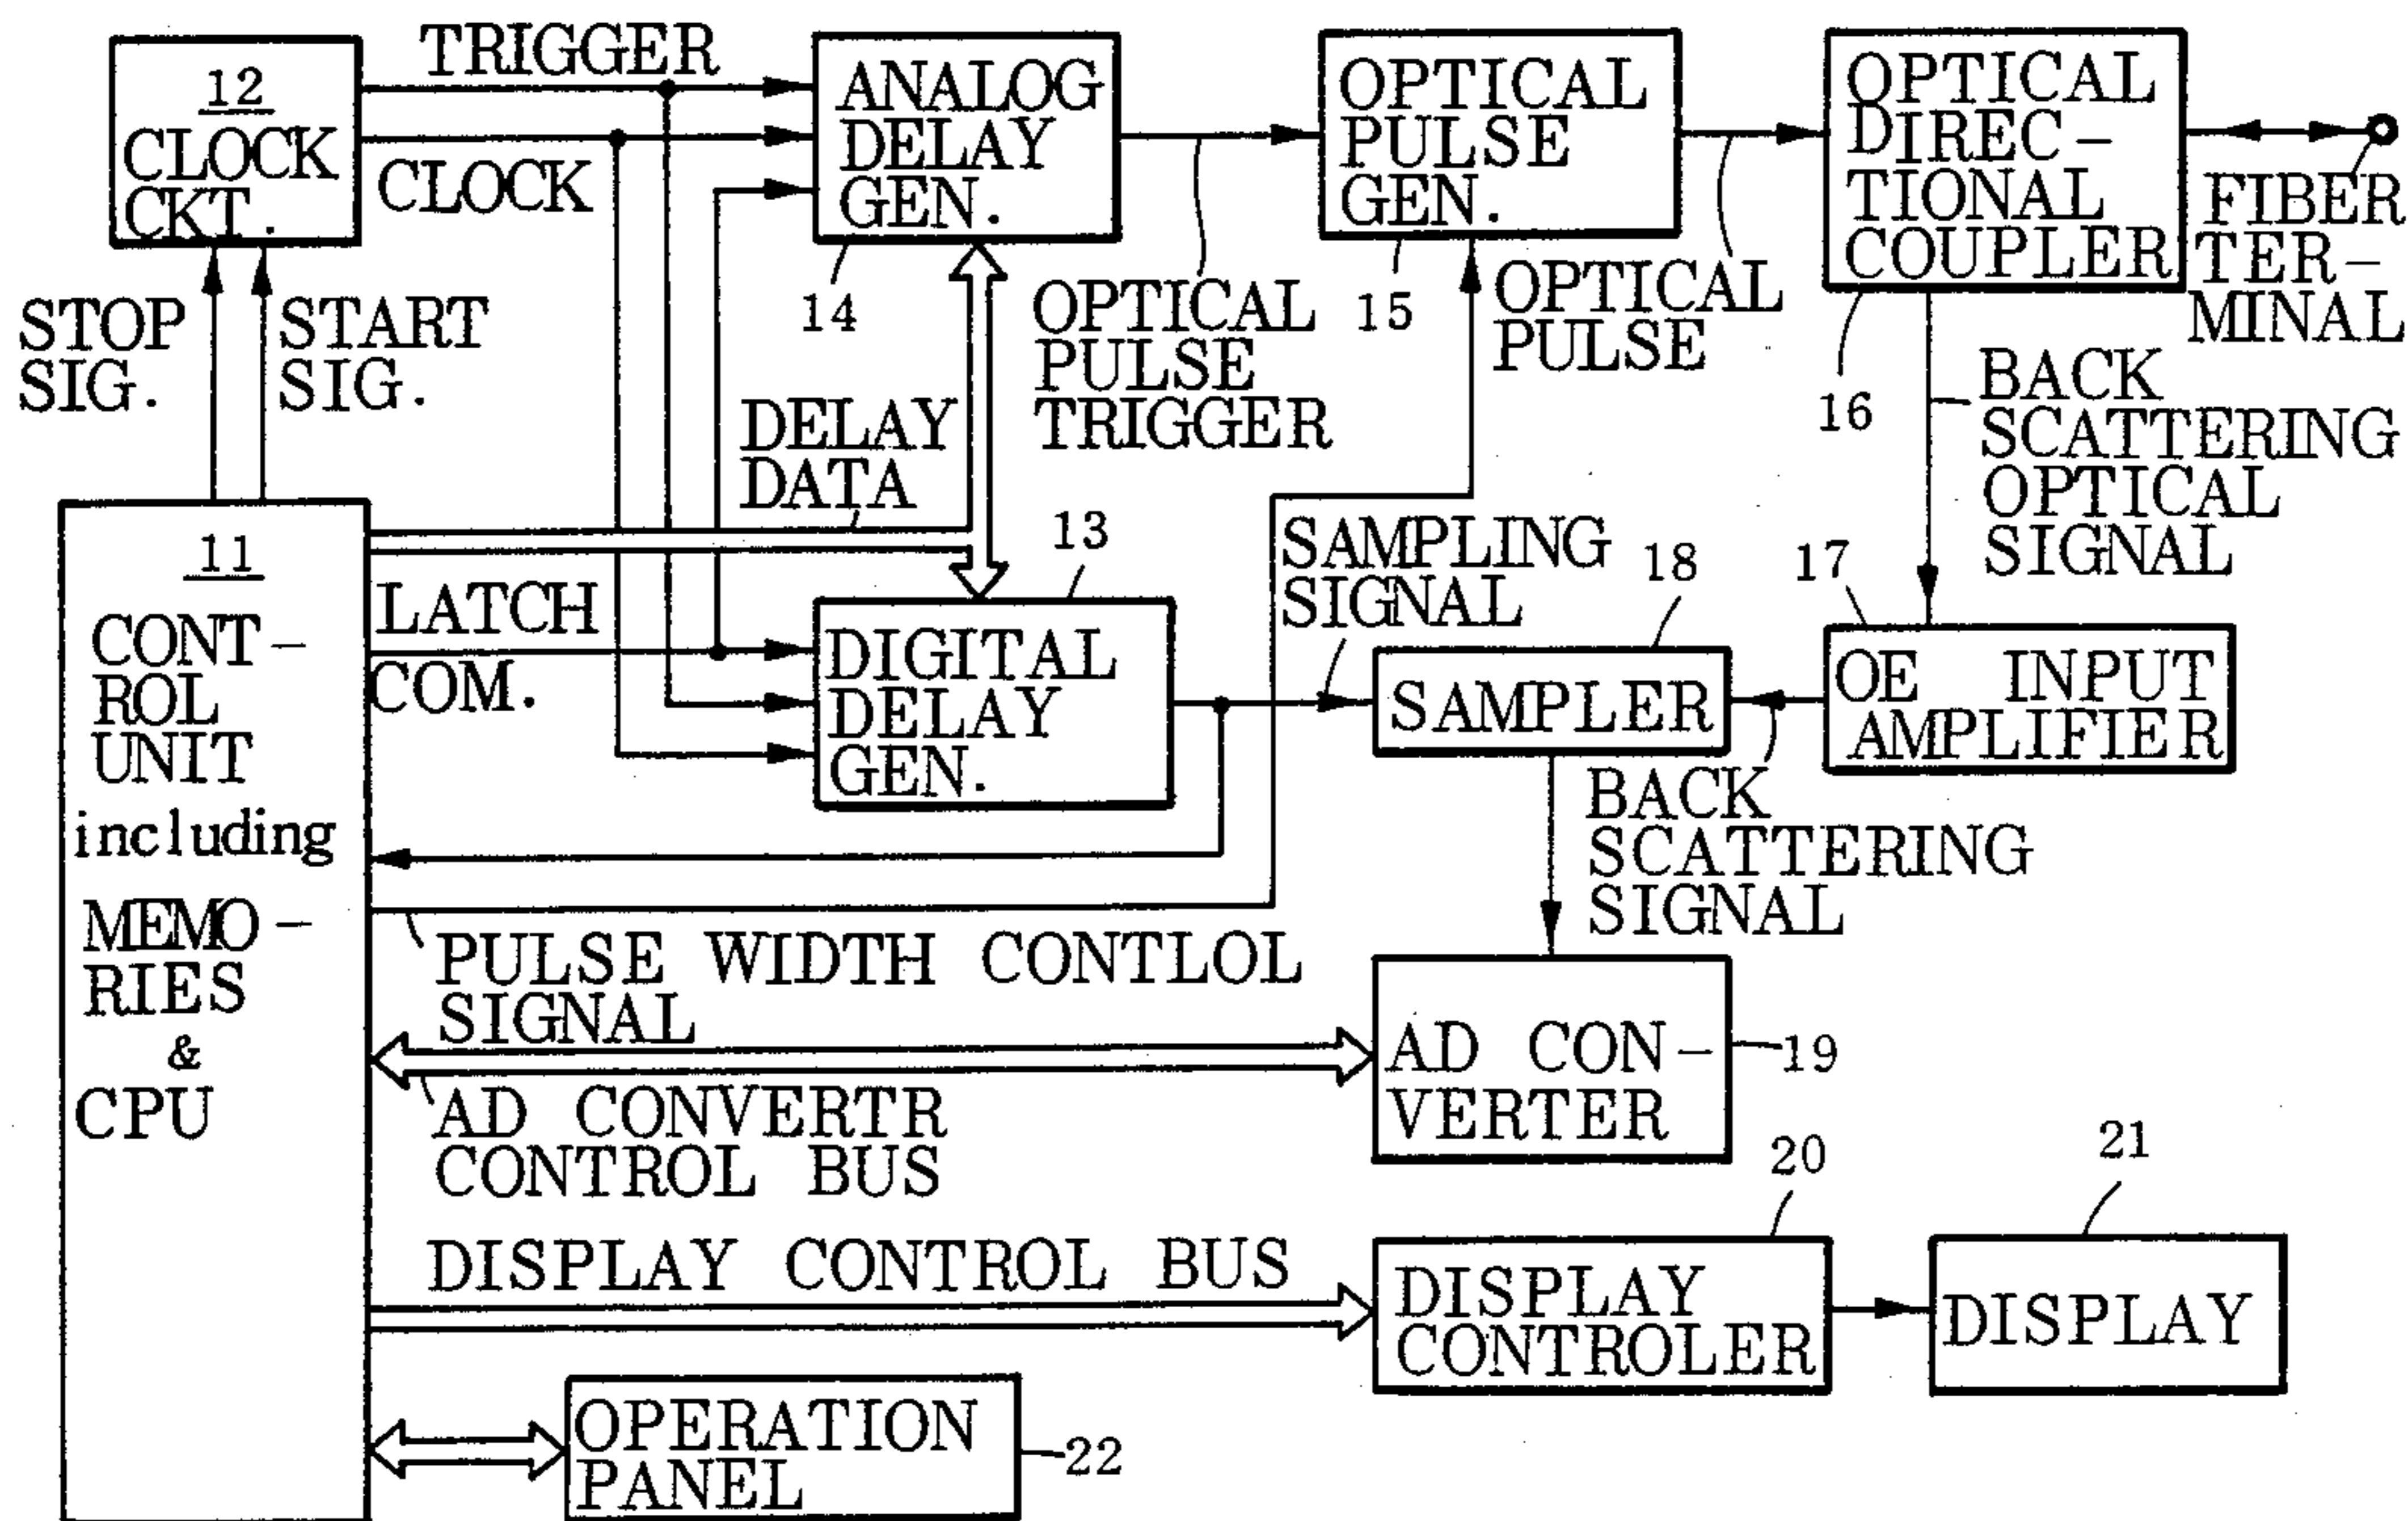 12
CLOCK
CKT.
TRIGGER
CLOCK
ANALOG
DELAY
GEN.
14
OPTICAL
PULSE
GEN.
15
OPTICAL
DIREC-
TIONAL
COUPLER
16
FIBER
TER-
MINAL
STOP
SIG.
START
SIG.
OPTICAL
PULSE
TRIGGER
OPTICAL
PULSE
BACK
SCATTERING
OPTICAL
SIGNAL
DELAY
DATA
11
CONT-
ROL
UNIT
including
MEMO-
RIES
&
CPU
LATCH
COM.
13
DIGITAL
DELAY
GEN.
SAMPLING
SIGNAL
18
SAMPLER
17
OE INPUT
AMPLIFIER
BACK
SCATTERING
SIGNAL
PULSE WIDTH CONTLOL
SIGNAL
AD CON-
VERTER
19
AD CONVERTR
CONTROL BUS
DISPLAY CONTROL BUS
20
DISPLAY
CONTROLER
21
DISPLAY
OPERATION
PANEL
22